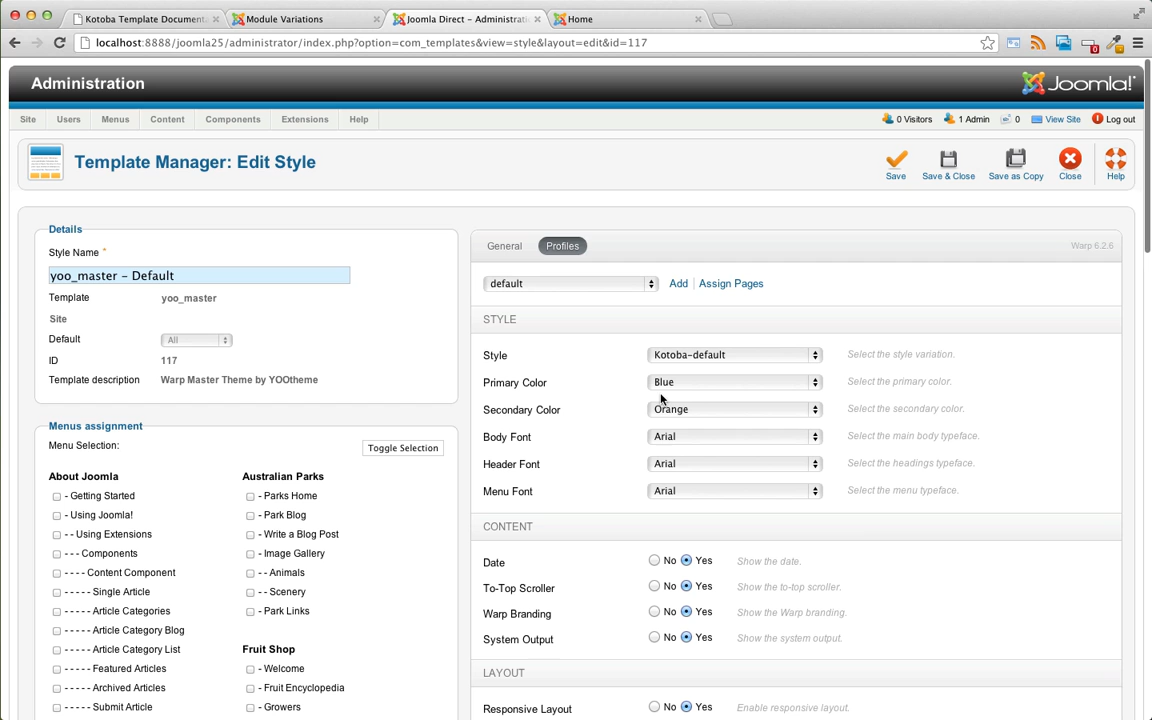 Kotoba Template Documenta
Module Variations
Joomla Direct – Administrati
Home
localhost:8888/joomla25/administrator/index.php?option=com_templates&view=style&layout=edit&id=117
0
Administration
Joomla!
Site Users Menus Content Components Extensions Help
0 Visitors 1 Admin 0 View Site Log out
Template Manager: Edit Style
Save Save & Close Save as Copy Close Help
Details
Style Name *
yoo_master – Default
Template yoo_master
Site
Default All
ID 117
Template description Warp Master Theme by YOOtheme
Menus assignment
Menu Selection: Toggle Selection
About Joomla
- Getting Started
- Using Joomla!
- - Using Extensions
- - - Components
- - - - Content Component
- - - - - Single Article
- - - - - Article Categories
- - - - - Article Category Blog
- - - - - Article Category List
- - - - - Featured Articles
- - - - - Archived Articles
- - - - - Submit Article
Australian Parks
- Parks Home
- Park Blog
- Write a Blog Post
- Image Gallery
- - Animals
- - Scenery
- Park Links
Fruit Shop
- Welcome
- Fruit Encyclopedia
- Growers
General Profiles Warp 6.2.6
default Add Assign Pages
STYLE
Style Kotoba-default Select the style variation.
Primary Color Blue Select the primary color.
Secondary Color Orange Select the secondary color.
Body Font Arial Select the main body typeface.
Header Font Arial Select the headings typeface.
Menu Font Arial Select the menu typeface.
CONTENT
Date No Yes Show the date.
To-Top Scroller No Yes Show the to-top scroller.
Warp Branding No Yes Show the Warp branding.
System Output No Yes Show the system output.
LAYOUT
Responsive Layout No Yes Enable responsive layout.